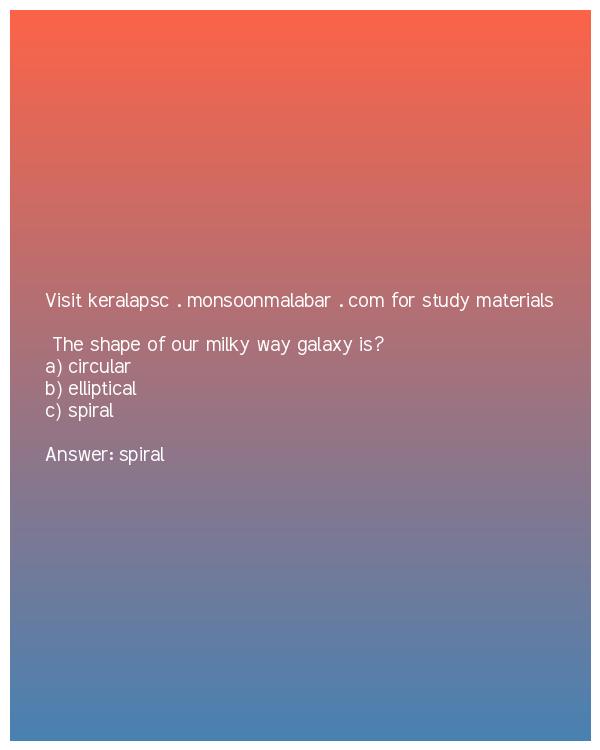 Visit keralapsc . monsoonmalabar . com for study materials
The shape of our milky way galaxy is?
a) circular
b) elliptical
c) spiral
Answer: spiral